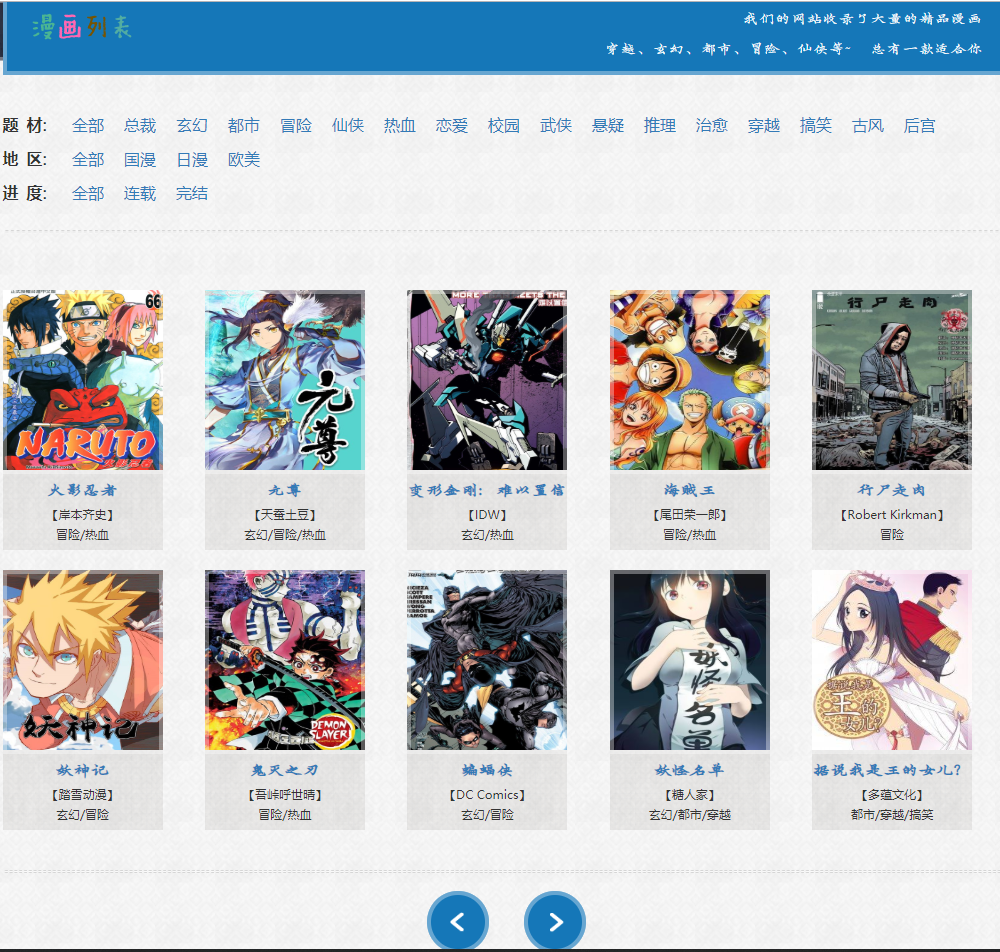 漫画列表
我们的网站收录了大量的精品漫画
穿越、玄幻、都市、冒险、仙侠等~ 总有一款适合你
题 材: 全部 总裁 玄幻 都市 冒险 仙侠 热血 恋爱 校园 武侠 悬疑 推理 治愈 穿越 搞笑 古风 后宫
地 区: 全部 国漫 日漫 欧美
进 度: 全部 连载 完结
66
NARUTO
元尊
行尸走肉
火影忍者 元尊 变形金刚: 难以置信 海贼王 行尸走肉
【岸本齐史】 【天蚕土豆】 【IDW】 【尾田荣一郎】 【Robert Kirkman】
冒险/热血 玄幻/冒险/热血 玄幻/热血 冒险/热血 冒险
妖神记
DEMON
SLAYER!
妖怪名单
据说我是
王的
女儿?
妖神记 鬼灭之刃 蝙蝠侠 妖怪名单 据说我是王的女儿?
【踏雪动漫】 【吾峠呼世晴】 【DC Comics】 【糖人家】 【多蕴文化】
玄幻/冒险 冒险/热血 玄幻/冒险 玄幻/都市/穿越 都市/穿越/搞笑